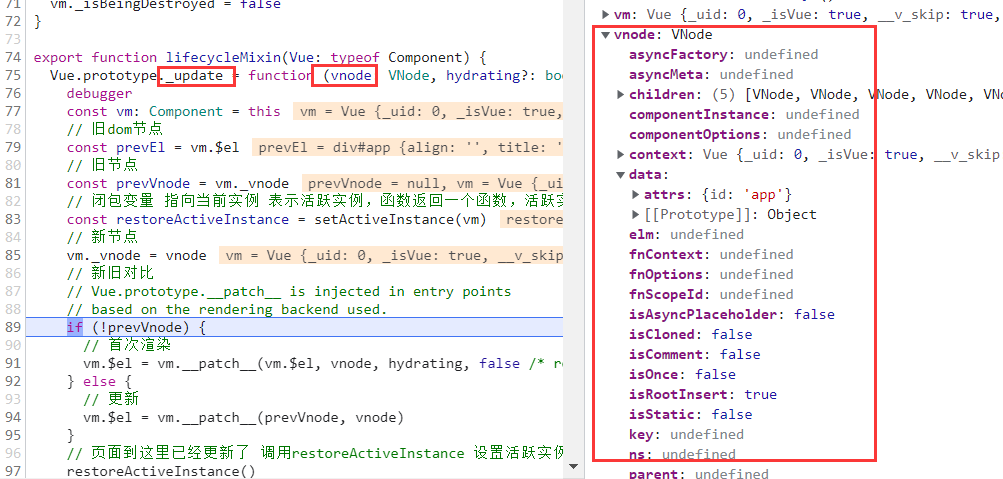 71 vm._isBeingDestroyed = false
72 }
73
74 export function lifecycleMixin(Vue: typeof Component) {
75 Vue.prototype._update = function (vnode VNode, hydrating?:
76 debugger
77 const vm: Component = this vm = Vue {_uid: 0, _isVue: true,
78 // 旧dom节点
79 const prevEl = vm.$el prevEl = div#app {align: '', title: '
80 // 旧节点
81 const prevVnode = vm._vnode prevVnode = null, vm = Vue
82 // 闭包变量 指向当前实例 表示活跃实例，函数返回一个函数，活跃
83 const restoreActiveInstance = setActiveInstance(vm)
84 // 新节点
85 vm._vnode = vnode vm = Vue {_uid: 0, _isVue: true, __v_skip
86 // 新旧对比
87 // Vue.prototype.__patch__ is injected in entry points
88 // based on the rendering backend used.
89 if (!prevVnode) {
90 // 首次渲染
91 vm.$el = vm.__patch__(vm.$el, vnode, hydrating, false /*
92 } else {
93 // 更新
94 vm.$el = vm.__patch__(prevVnode, vnode)
95 }
96 // 页面到这里已经更新了 调用restoreActiveInstance 设置活跃
97 restoreActiveInstance()
vm: Vue {_uid: 0, _isVue: true, __v_skip: true,
vnode: VNode
asyncFactory: undefined
asyncMeta: undefined
children: (5) [VNode, VNode, VNode, VNode,
componentInstance: undefined
componentOptions: undefined
context: Vue {_uid: 0, _isVue: true, __v_skip
data:
attrs: {id: 'app'}
[[Prototype]]: Object
elm: undefined
fnContext: undefined
fnOptions: undefined
fnScopeId: undefined
isAsyncPlaceholder: false
isCloned: false
isComment: false
isOnce: false
isRootInsert: true
isStatic: false
key: undefined
ns: undefined
parent: undefined